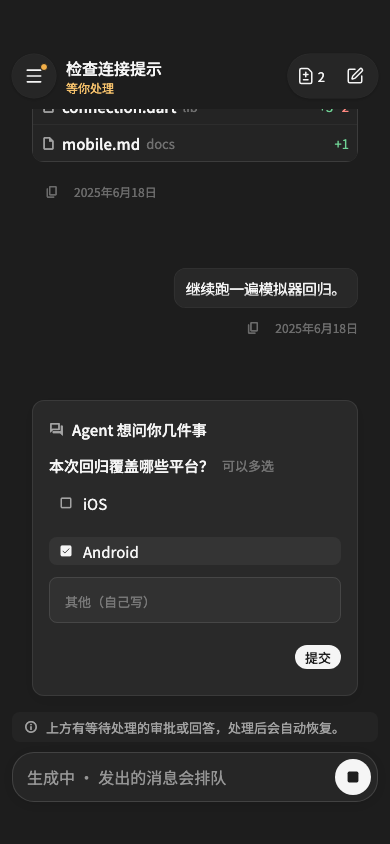 检查连接提示
等你处理
2
connection.dart lib +3 -2
mobile.md docs +1
2025年6月18日
继续跑一遍模拟器回归。
2025年6月18日
Agent 想问你几件事
本次回归覆盖哪些平台？ 可以多选
iOS
Android
其他（自己写）
提交
上方有等待处理的审批或回答，处理后会自动恢复。
生成中 · 发出的消息会排队